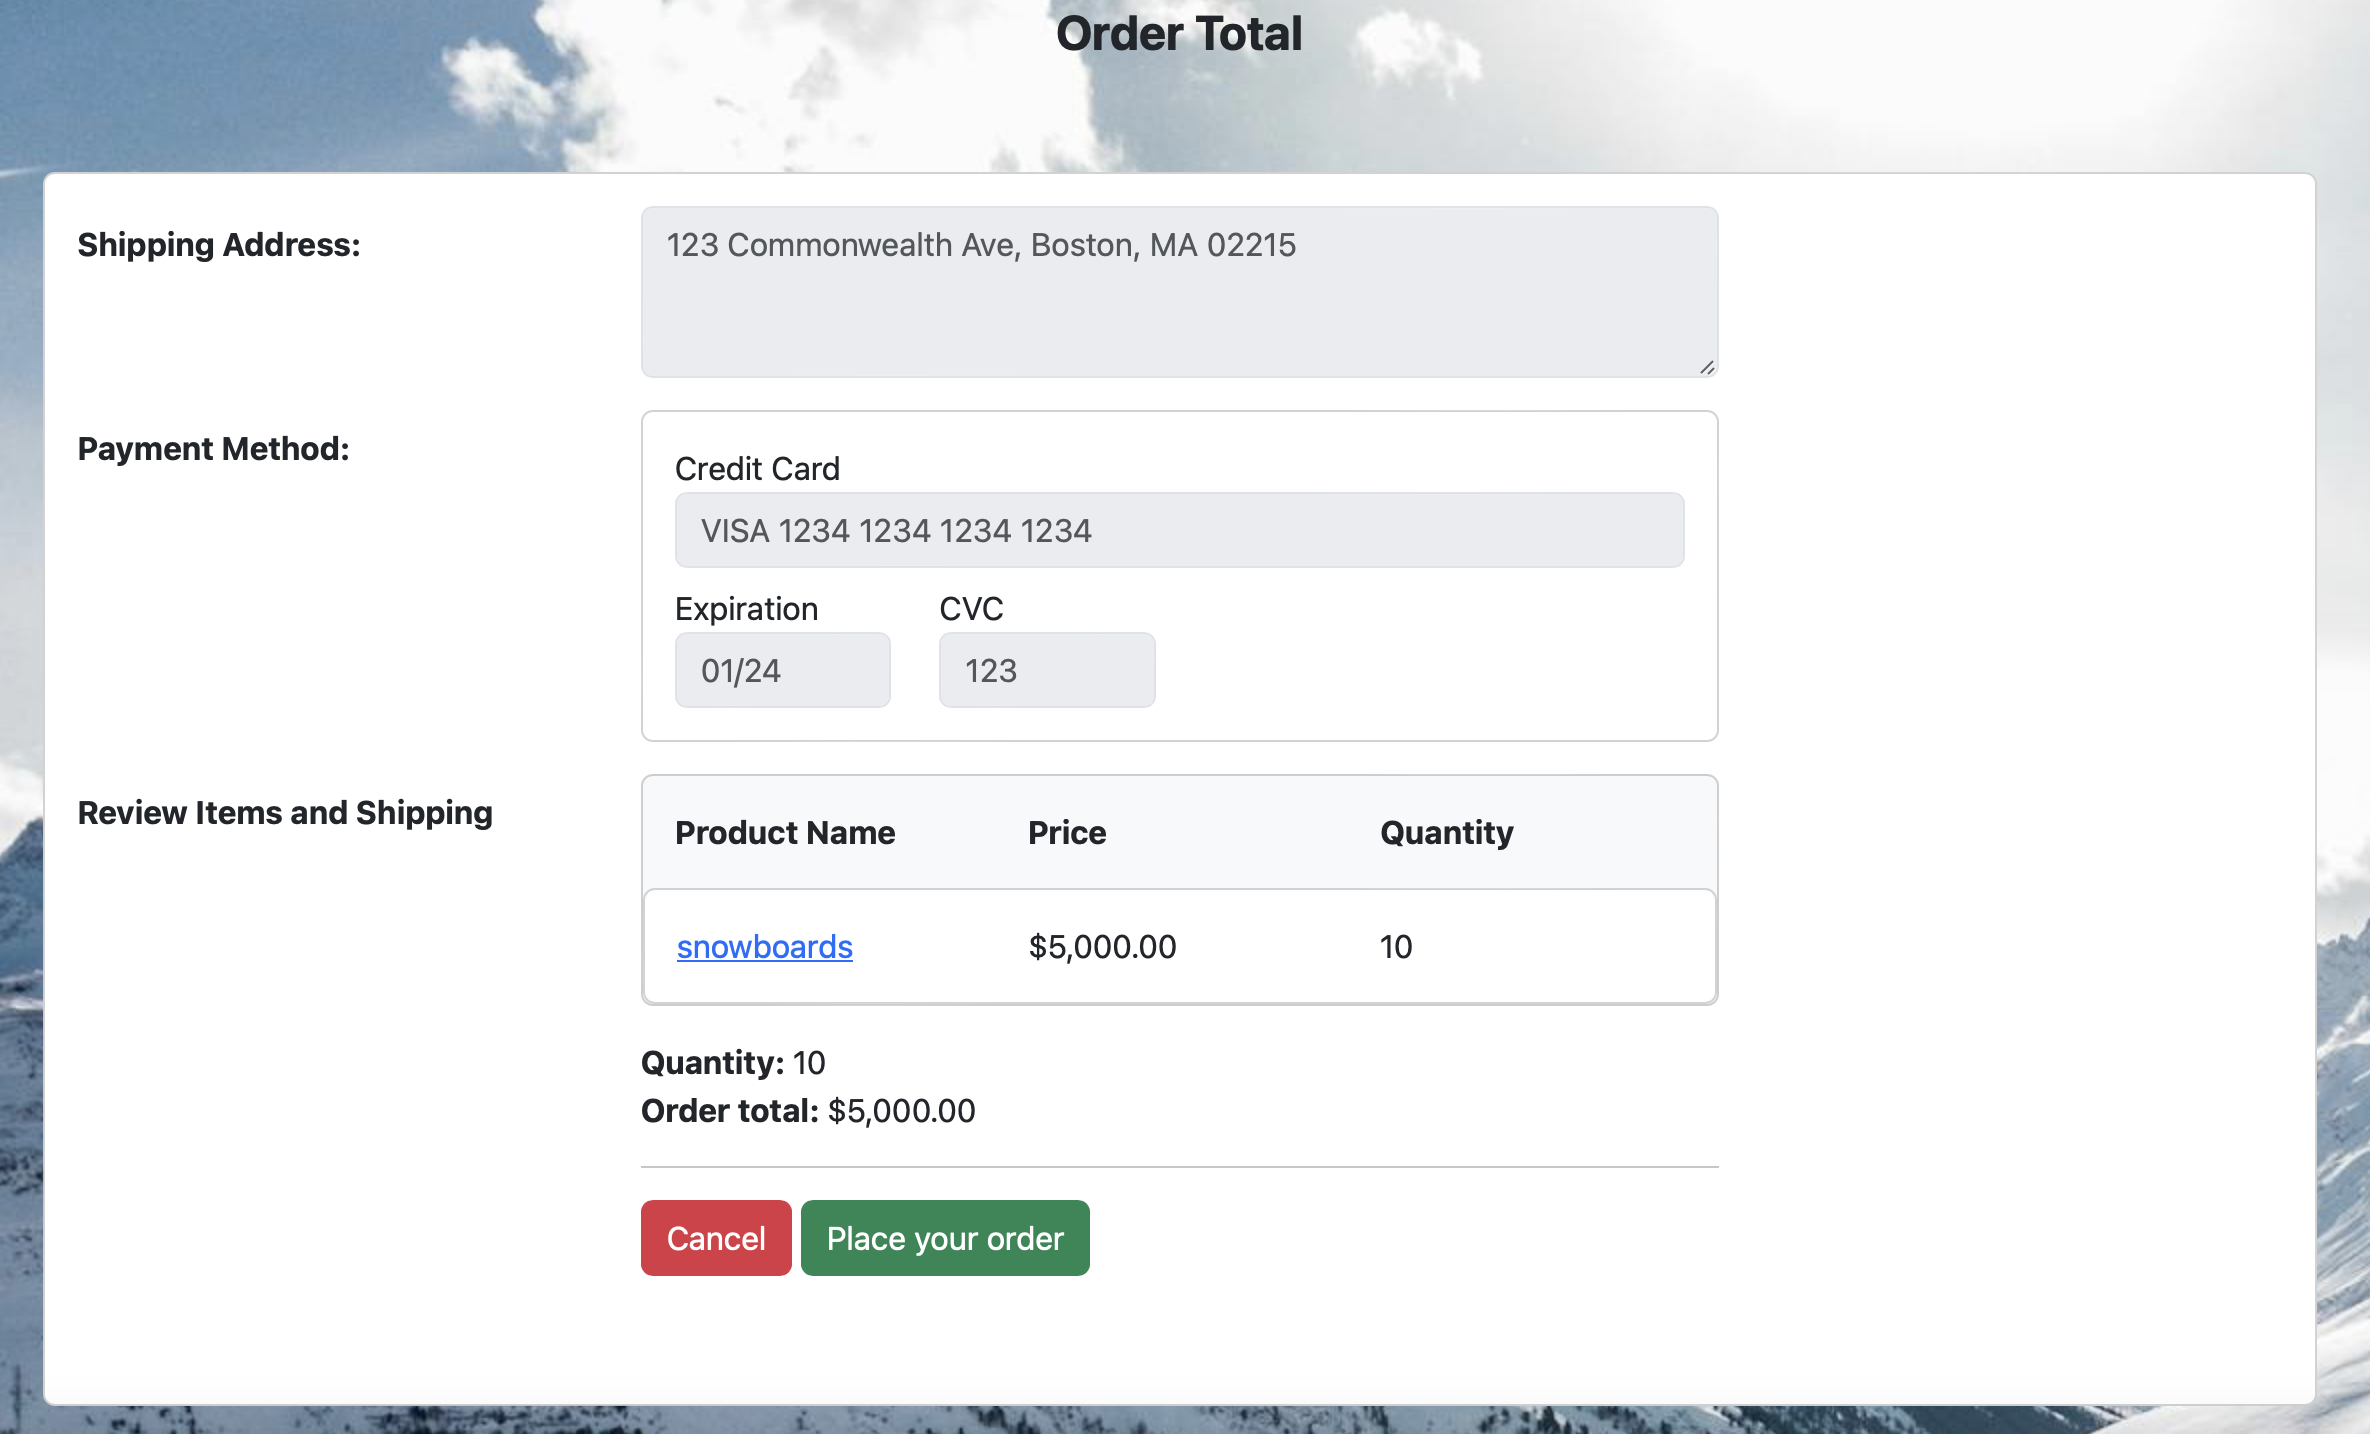 Order Total
Shipping Address:
123 Commonwealth Ave, Boston, MA 02215
Payment Method:
Credit Card
VISA 1234 1234 1234 1234
Expiration CVC
01/24 123
Review Items and Shipping
Product Name Price Quantity
snowboards $5,000.00 10
Quantity: 10
Order total: $5,000.00
Cancel Place your order